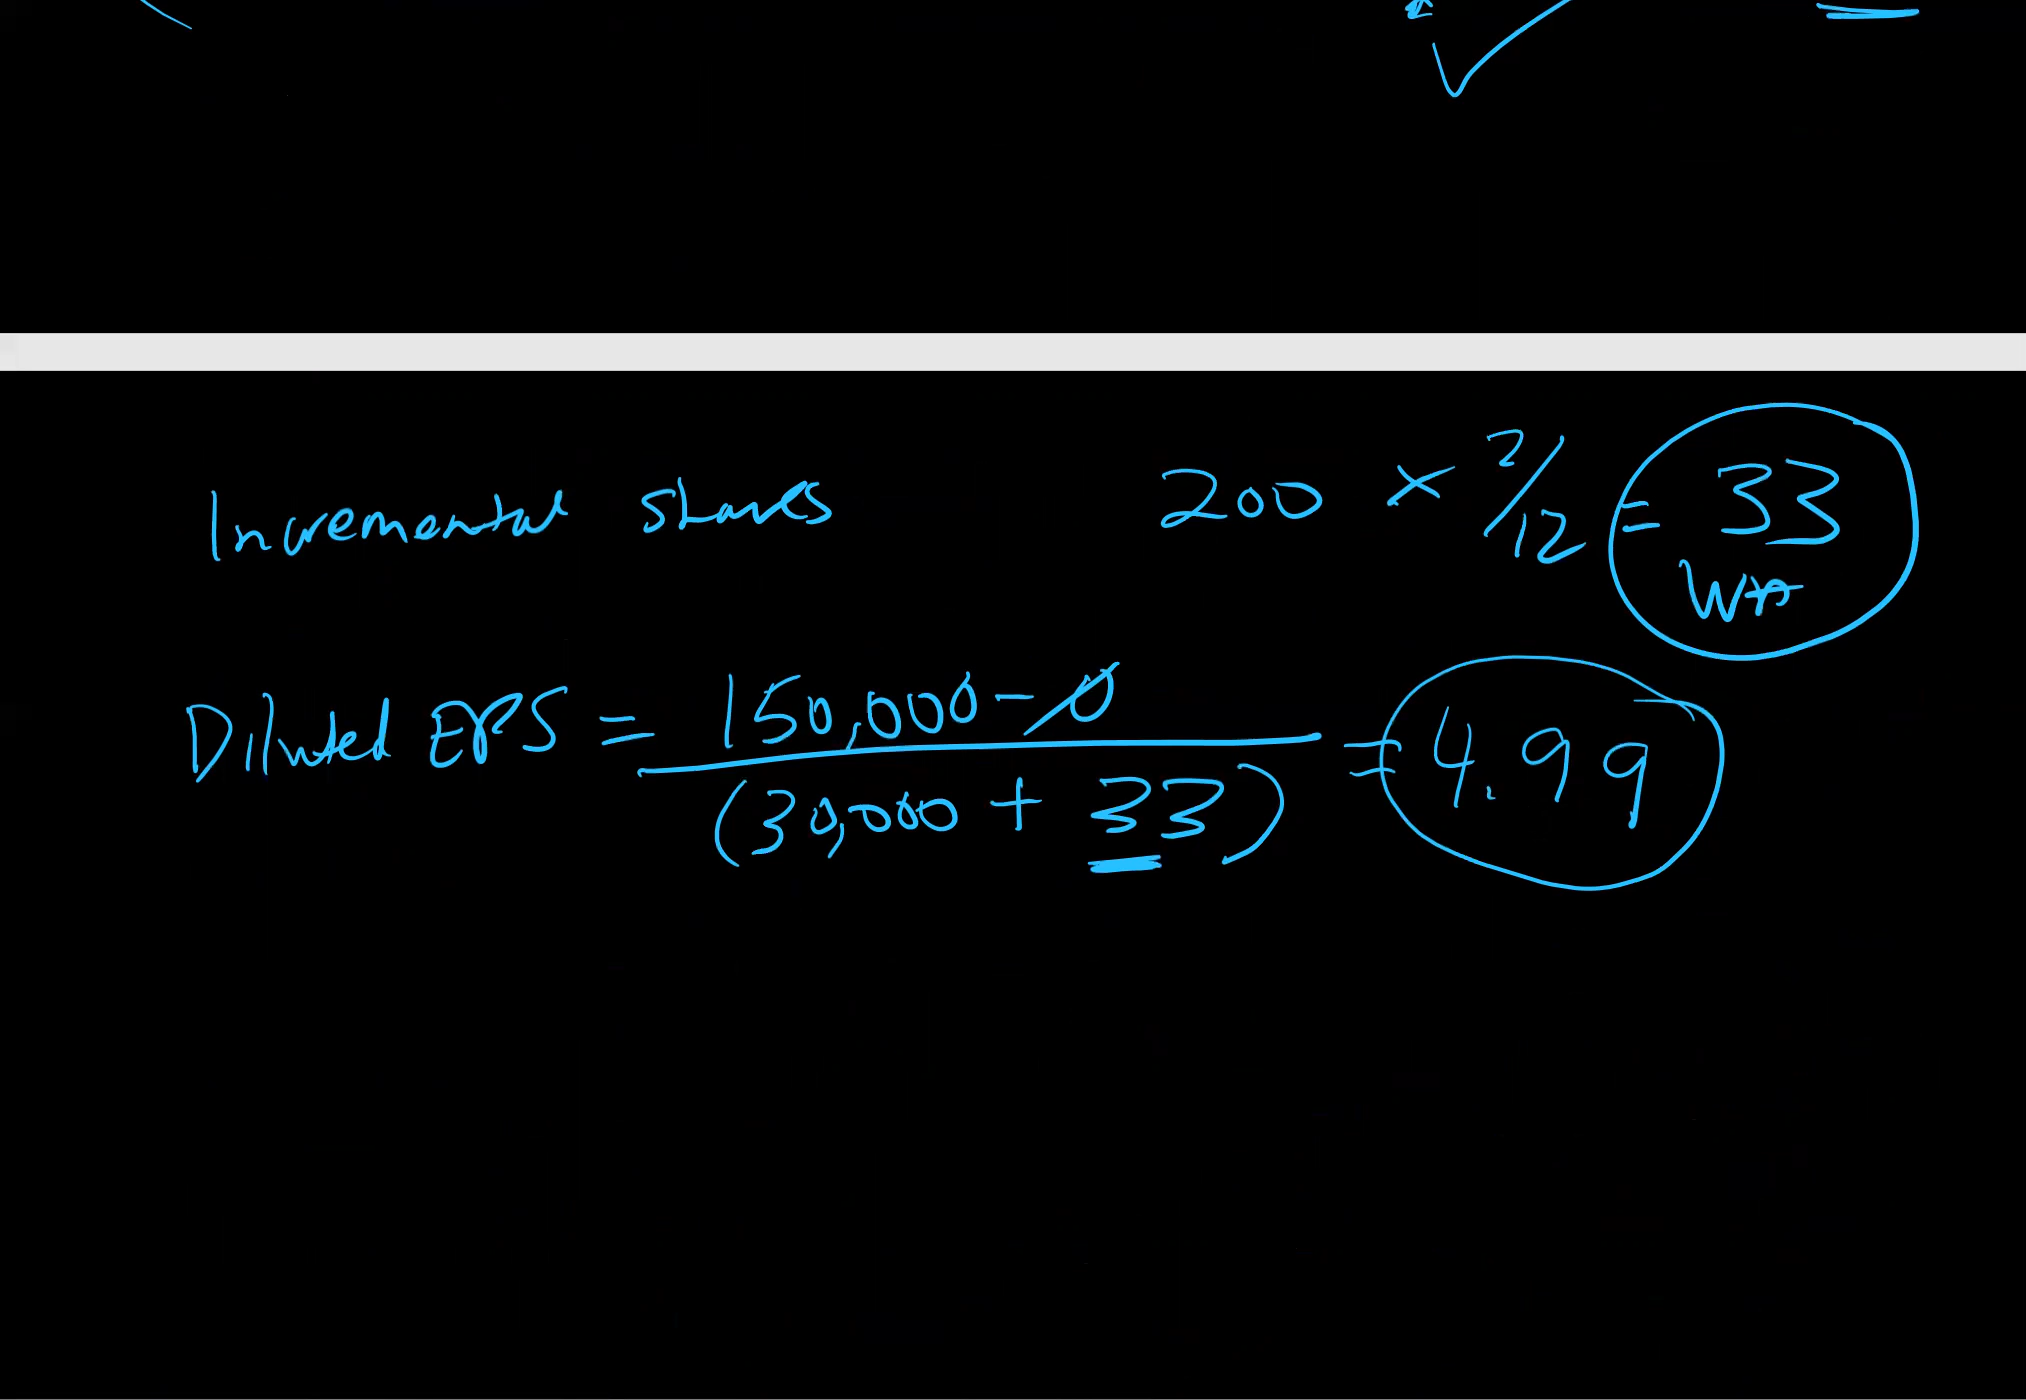 Incremental shares 200 × 2/12 = 33
WA
Diluted EPS = 150,000 - 0 / (30,000 + 33) = 4.99